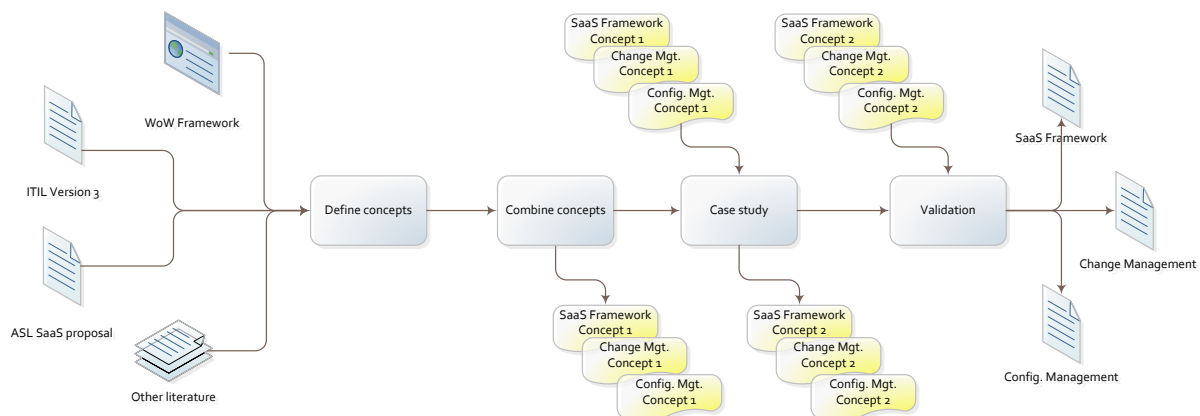 SaaS Framework
Concept 1
Change Mgt.
Concept 1
Config. Mgt.
Concept 1
SaaS Framework
Concept 2
Change Mgt.
Concept 2
Config. Mgt.
Concept 2
WoW Framework
SaaS Framework
ITIL Version 3
Define concepts
Combine concepts
Case study
Validation
Change Management
ASL SaaS proposal
SaaS Framework
Concept 1
Change Mgt.
Concept 1
Config. Mgt.
Concept 1
SaaS Framework
Concept 2
Change Mgt.
Concept 2
Config. Mgt.
Concept 2
Config. Management
Other literature